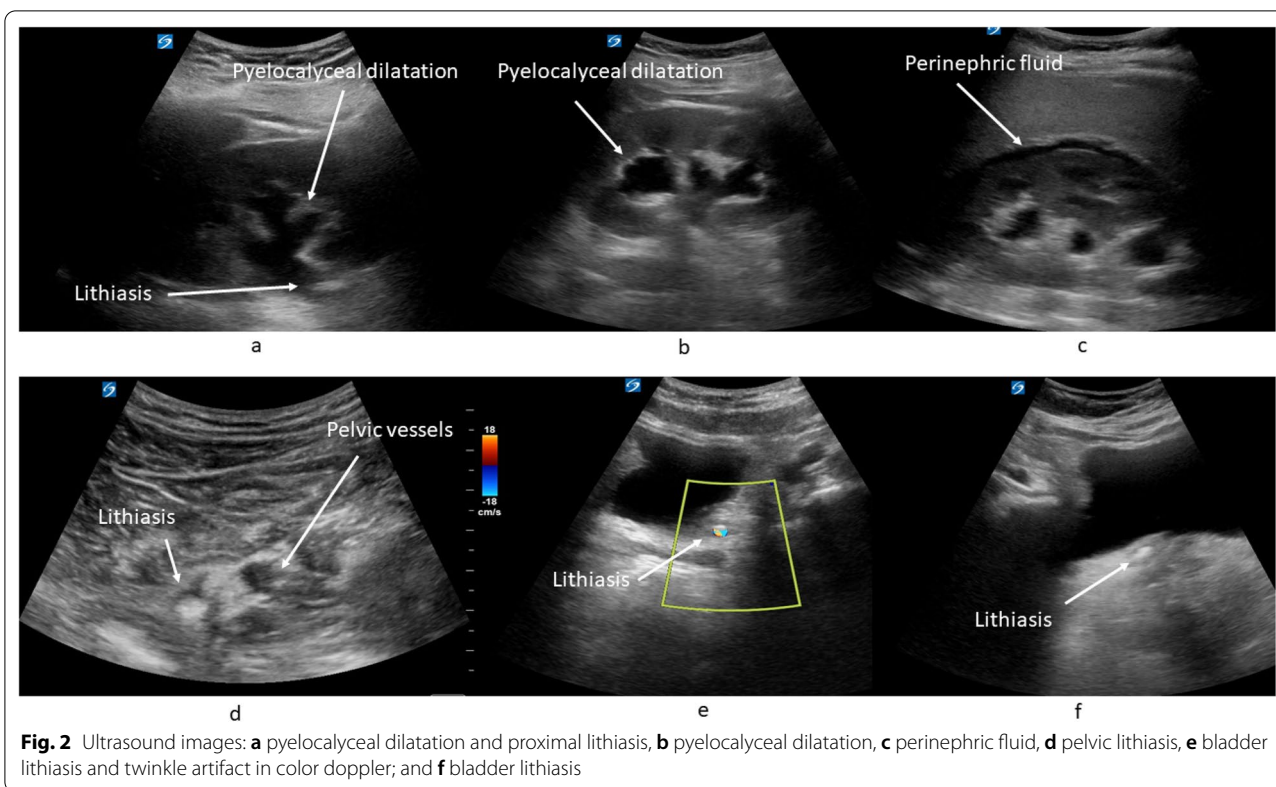 Pyelocalyceal dilatation
Lithiasis
a
Pyelocalyceal dilatation
b
Perinephric fluid
c
Lithiasis
Pelvic vessels
d
18
-18
cm/s
Lithiasis
e
Lithiasis
f
Fig. 2 Ultrasound images: a pyelocalyceal dilatation and proximal lithiasis, b pyelocalyceal dilatation, c perinephric fluid, d pelvic lithiasis, e bladder
lithiasis and twinkle artifact in color doppler; and f bladder lithiasis